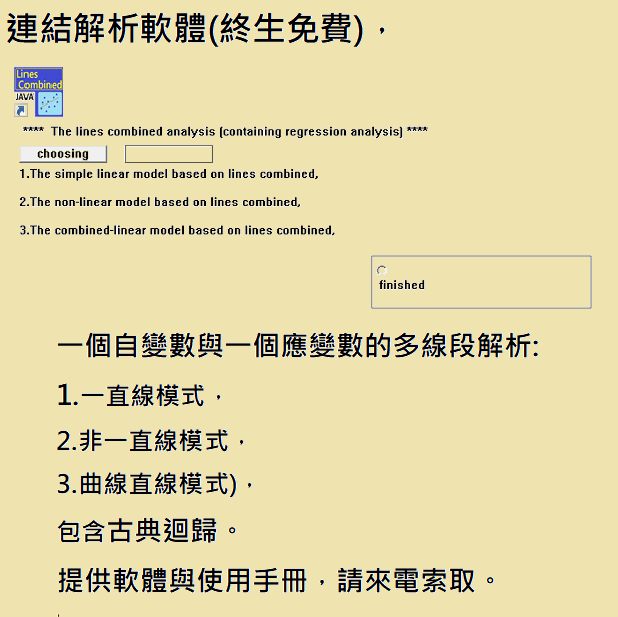 連結解析軟體(終生免費)，
Lines
Combined
JAVA
**** The lines combined analysis (containing regression analysis) ****
choosing
1.The simple linear model based on lines combined,
2.The non-linear model based on lines combined,
3.The combined-linear model based on lines combined,
finished
一個自變數與一個應變數的多線段解析:
1.一直線模式，
2.非一直線模式，
3.曲線直線模式)，
包含古典迴歸。
提供軟體與使用手冊，請來電索取。